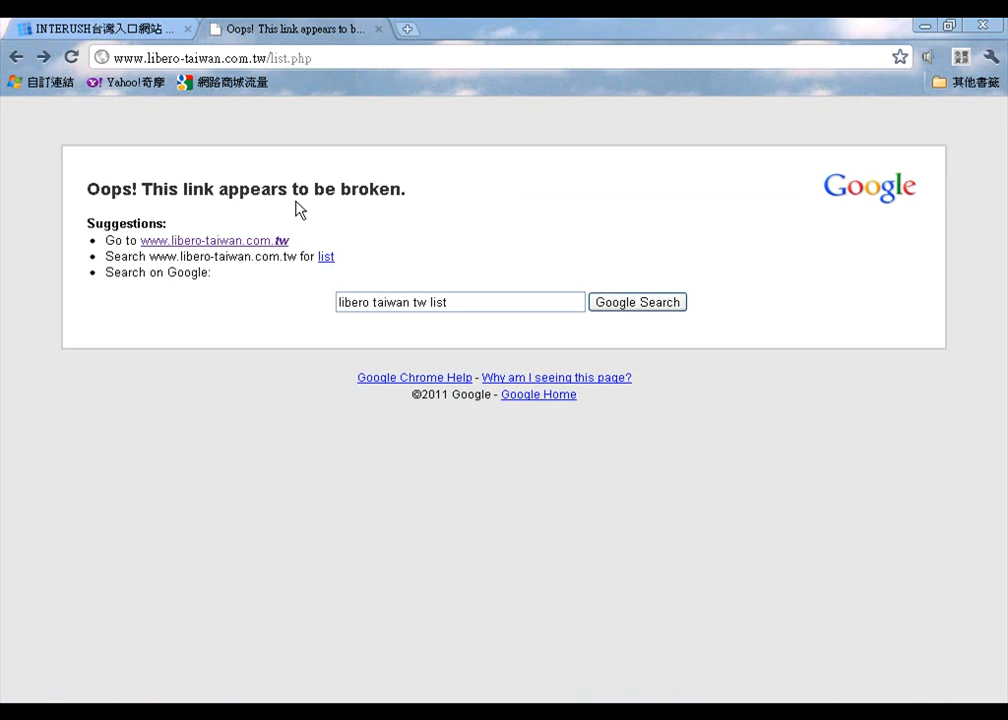 INTERUSH台灣入口網站 ...
Oops! This link appears to b...
www.libero-taiwan.com.tw/list.php
自訂連結
Yahoo!奇摩
網路商城流量
其他書籤
Oops! This link appears to be broken.
Google
Suggestions:
Go to www.libero-taiwan.com.tw
Search www.libero-taiwan.com.tw for list
Search on Google:
libero taiwan tw list
Google Search
Google Chrome Help - Why am I seeing this page?
©2011 Google - Google Home